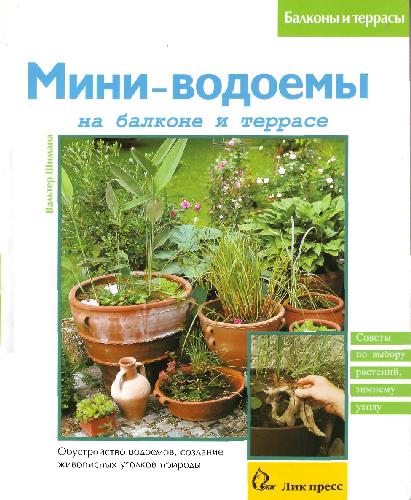 Балконы и террасы
Мини-водоемы
на балконе и террасе
Вальтер Шиманa
Советы
по выбору
растений,
зимнему
уходу
Обустройство водоемов, создание
живописных уголков природы
Лик пресс